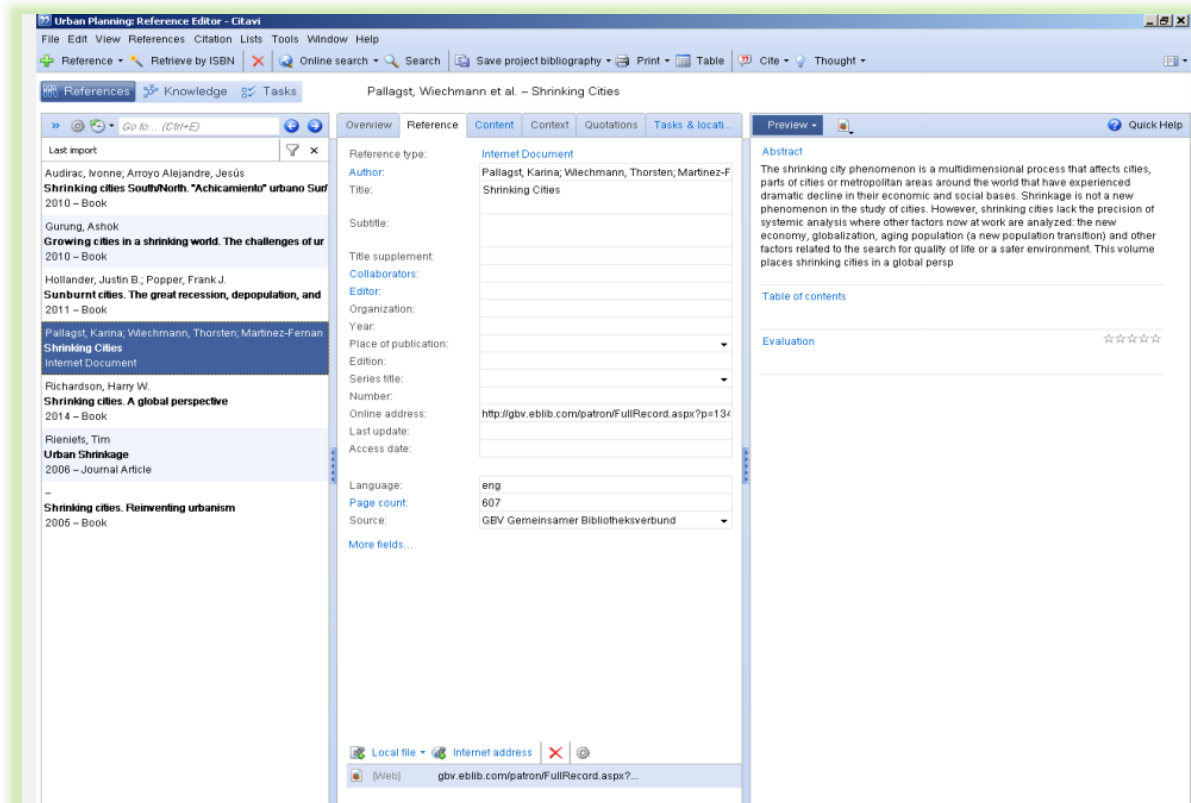 Urban Planning: Reference Editor - Citavi
File Edit View References Citation Lists Tools Window Help
Reference Retrieve by ISBN Online search Search Save project bibliography Print Table Cite Thought
References Knowledge Tasks Pallagst, Wiechmann et al. – Shrinking Cities
Go to... (Ctrl+E)
Last import
Audirac, Ivonne; Arroyo Alejandre, Jesús
Shrinking cities South/North. "Achicamiento" urbano Sur/
2010 – Book
Gurung, Ashok
Growing cities in a shrinking world. The challenges of ur
2010 – Book
Hollander, Justin B.; Popper, Frank J.
Sunburnt cities. The great recession, depopulation, and
2011 – Book
Pallagst, Karina; Wiechmann, Thorsten; Martinez-Fernan
Shrinking Cities
Internet Document
Richardson, Harry W.
Shrinking cities. A global perspective
2014 – Book
Rieniets, Tim
Urban Shrinkage
2006 – Journal Article
–
Shrinking cities. Reinventing urbanism
2005 – Book
Overview Reference Content Context Quotations Tasks & locati...
Reference type: Internet Document
Author: Pallagst, Karina; Wiechmann, Thorsten; Martinez-F
Title: Shrinking Cities
Subtitle:
Title supplement:
Collaborators:
Editor:
Organization:
Year:
Place of publication:
Edition:
Series title:
Number:
Online address: http://gbv.eblib.com/patron/FullRecord.aspx?p=134
Last update:
Access date:
Language: eng
Page count: 607
Source: GBV Gemeinsamer Bibliotheksverbund
More fields...
Local file Internet address
[Web] gbv.eblib.com/patron/FullRecord.aspx?...
Preview Quick Help
Abstract
The shrinking city phenomenon is a multidimensional process that affects cities,
parts of cities or metropolitan areas around the world that have experienced
dramatic decline in their economic and social bases. Shrinkage is not a new
phenomenon in the study of cities. However, shrinking cities lack the precision of
systemic analysis where other factors now at work are analyzed: the new
economy, globalization, aging population (a new population transition) and other
factors related to the search for quality of life or a safer environment. This volume
places shrinking cities in a global persp
Table of contents
Evaluation